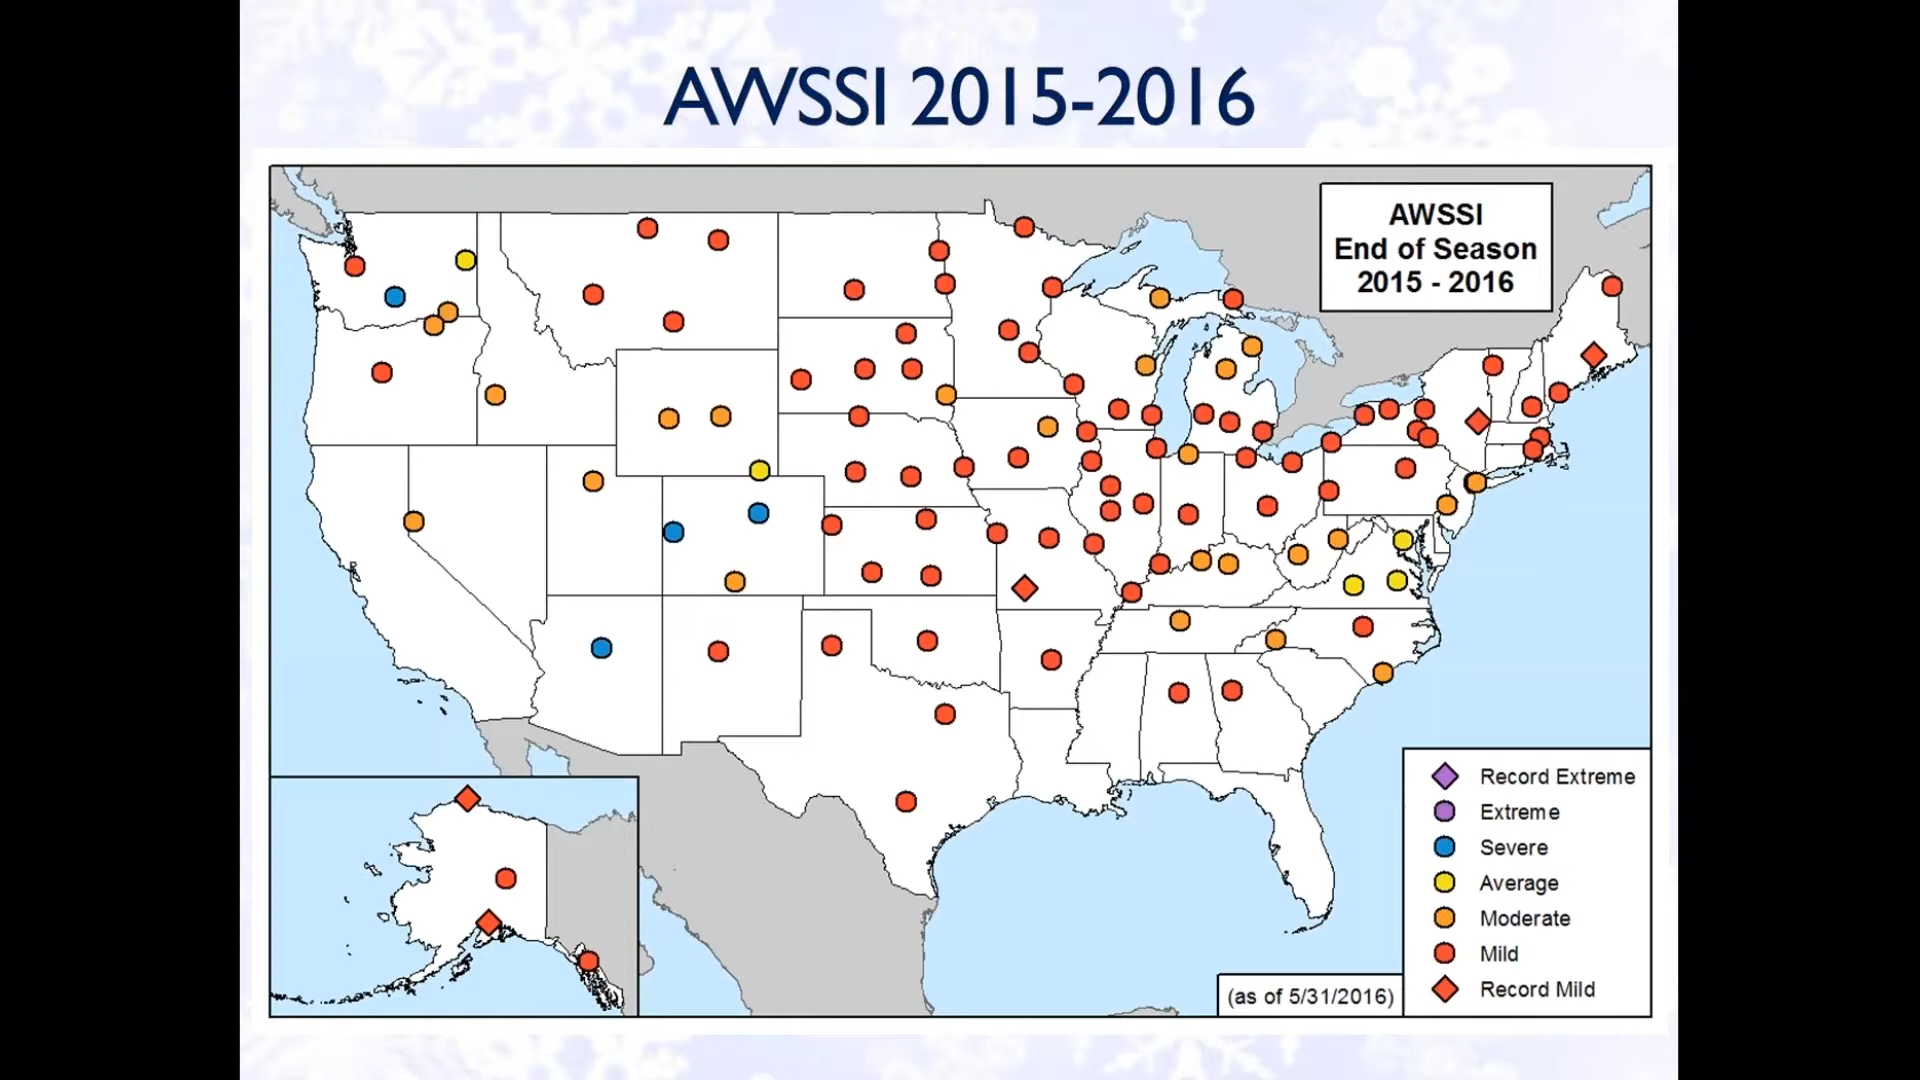 AWSSI 2015-2016
AWSSI
End of Season
2015 - 2016
Record Extreme
Extreme
Severe
Average
Moderate
Mild
Record Mild
(as of 5/31/2016)